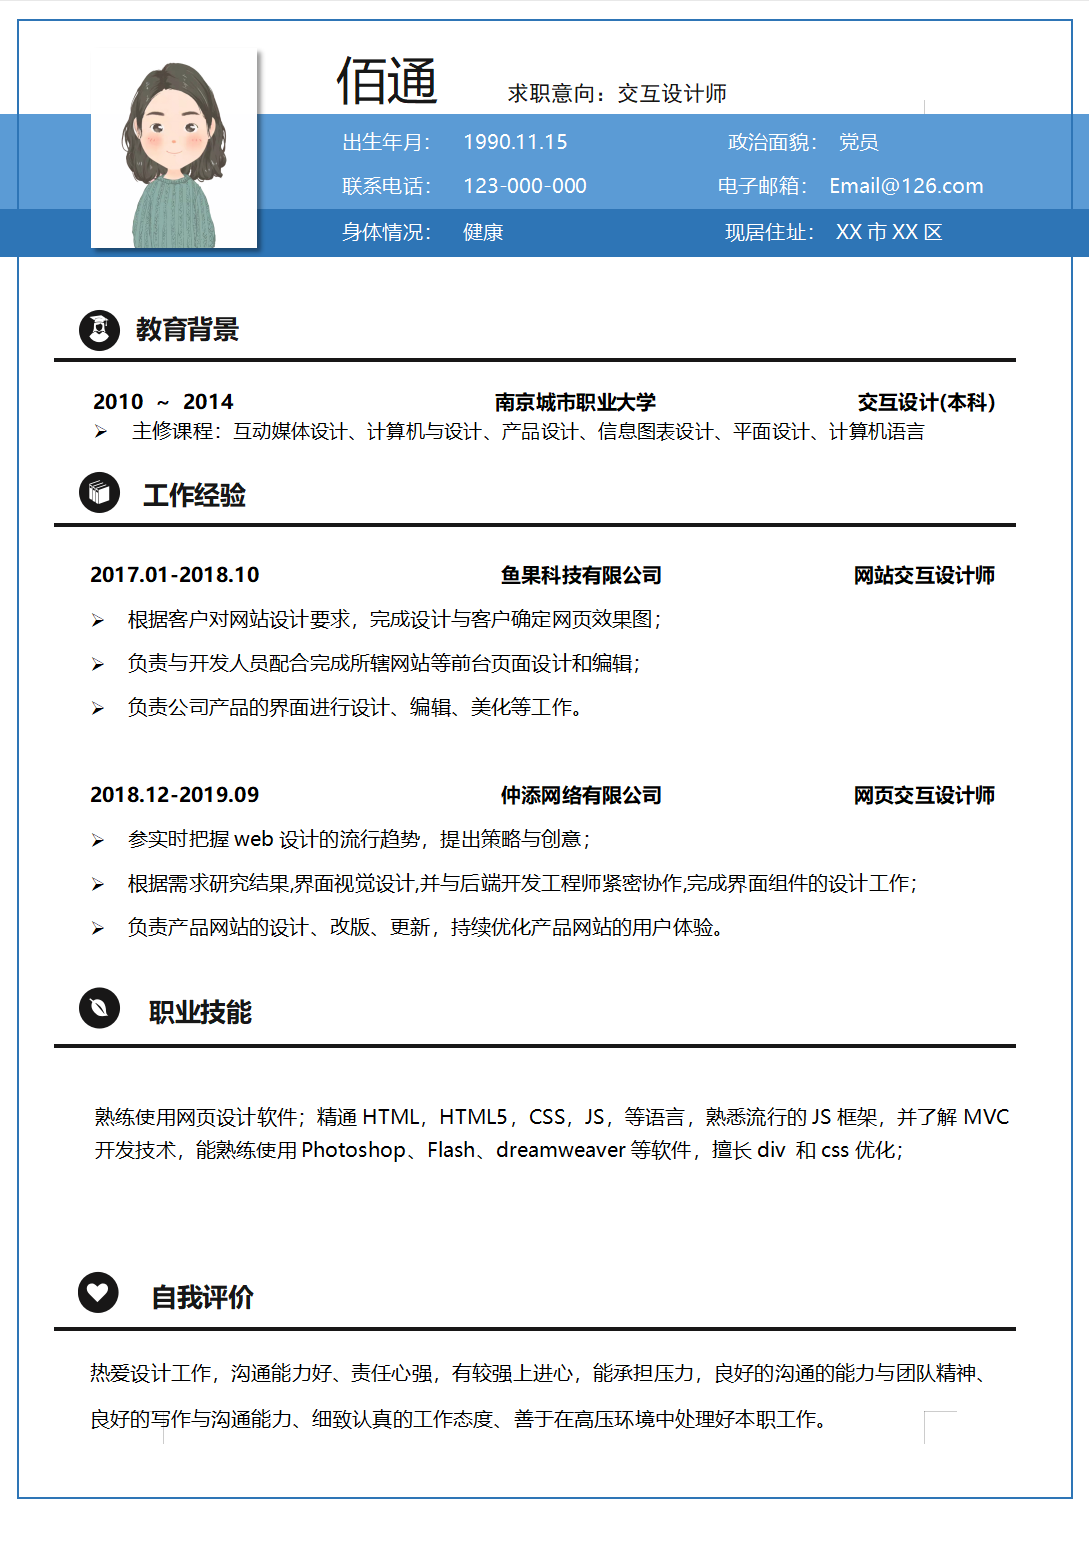 佰通 求职意向：交互设计师
出生年月： 1990.11.15 政治面貌： 党员
联系电话： 123-000-000 电子邮箱： Email@126.com
身体情况： 健康 现居住址： XX 市 XX 区
教育背景
2010 ~ 2014 南京城市职业大学 交互设计(本科)
➢ 主修课程：互动媒体设计、计算机与设计、产品设计、信息图表设计、平面设计、计算机语言
工作经验
2017.01-2018.10 鱼果科技有限公司 网站交互设计师
➢ 根据客户对网站设计要求，完成设计与客户确定网页效果图；
➢ 负责与开发人员配合完成所辖网站等前台页面设计和编辑；
➢ 负责公司产品的界面进行设计、编辑、美化等工作。
2018.12-2019.09 仲添网络有限公司 网页交互设计师
➢ 参实时把握 web 设计的流行趋势，提出策略与创意；
➢ 根据需求研究结果,界面视觉设计,并与后端开发工程师紧密协作,完成界面组件的设计工作；
➢ 负责产品网站的设计、改版、更新，持续优化产品网站的用户体验。
职业技能
熟练使用网页设计软件；精通 HTML，HTML5，CSS，JS，等语言，熟悉流行的 JS 框架，并了解 MVC
开发技术，能熟练使用 Photoshop、Flash、dreamweaver 等软件，擅长 div 和 css 优化；
自我评价
热爱设计工作，沟通能力好、责任心强，有较强上进心，能承担压力，良好的沟通的能力与团队精神、
良好的写作与沟通能力、细致认真的工作态度、善于在高压环境中处理好本职工作。